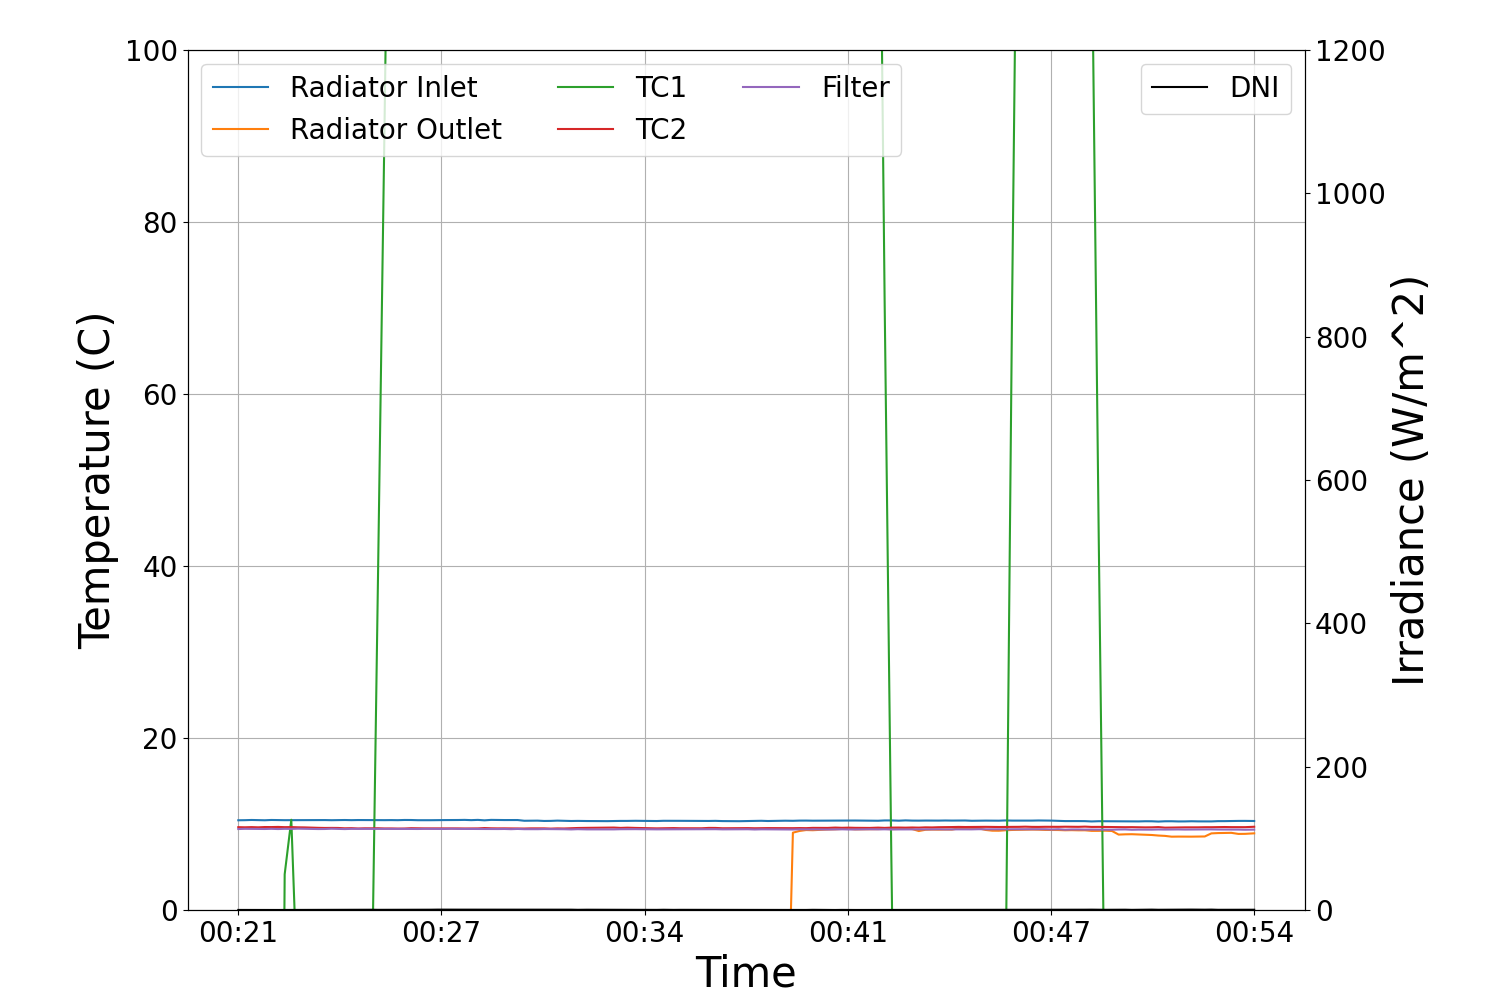 100
80
60
40
20
0
Temperature (C)
Radiator Inlet
Radiator Outlet
TC1
TC2
Filter
DNI
1200
1000
800
600
400
200
0
Irradiance (W/m^2)
00:21 00:27 00:34 00:41 00:47 00:54
Time